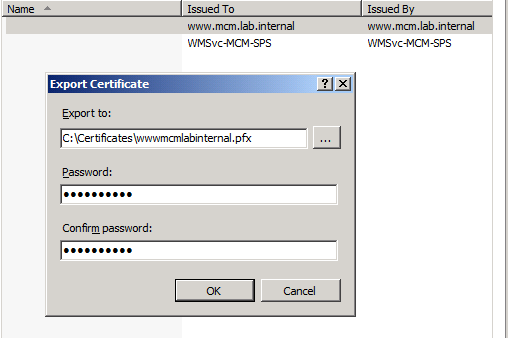 Name Issued To Issued By
www.mcm.lab.internal www.mcm.lab.internal
WMSvc-MCM-SPS WMSvc-MCM-SPS
Export Certificate
Export to:
C:\Certificates\wwwmcmlabinternal.pfx ...
Password:
••••••••••
Confirm password:
••••••••••
OK Cancel